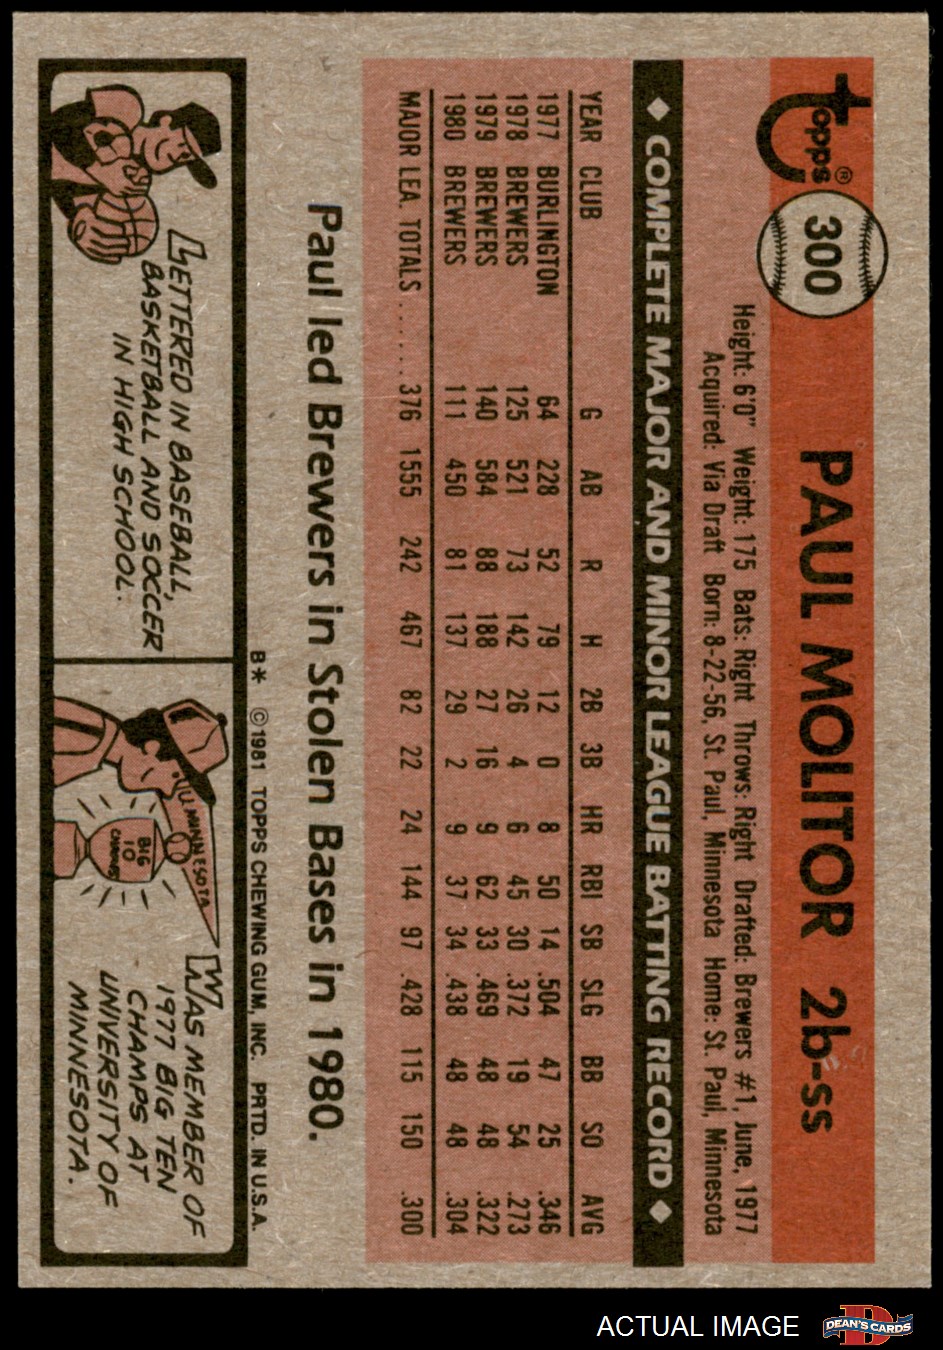 topps®
300
PAUL MOLITOR 2b-ss
Height: 6'0" Weight: 175 Bats: Right Throws: Right Drafted: Brewers #1, June, 1977
Acquired: Via Draft Born: 8-22-56, St. Paul, Minnesota Home: St. Paul, Minnesota
◆ COMPLETE MAJOR AND MINOR LEAGUE BATTING RECORD ◆
YEAR CLUB G AB R H 2B 3B HR RBI SB SLG BB SO AVG
1977 BURLINGTON 64 228 52 79 12 0 8 50 14 .504 47 25 .346
1978 BREWERS 125 521 73 142 26 4 6 45 30 .372 19 54 .273
1979 BREWERS 140 584 88 188 27 16 9 62 33 .469 48 48 .322
1980 BREWERS 111 450 81 137 29 2 9 37 34 .438 48 48 .304
MAJOR LEA. TOTALS...... 376 1555 242 467 82 22 24 144 97 .428 115 150 .300
Paul led Brewers in Stolen Bases in 1980.
B* ©1981 TOPPS CHEWING GUM, INC. PRTD. IN U.S.A.
LETTERED IN BASEBALL,
BASKETBALL AND SOCCER
IN HIGH SCHOOL.
U. MINNESOTA
BIG
10
CHAMPS
WAS MEMBER OF
1977 BIG TEN
CHAMPS AT
UNIVERSITY OF
MINNESOTA.
ACTUAL IMAGE
DEAN'S CARDS